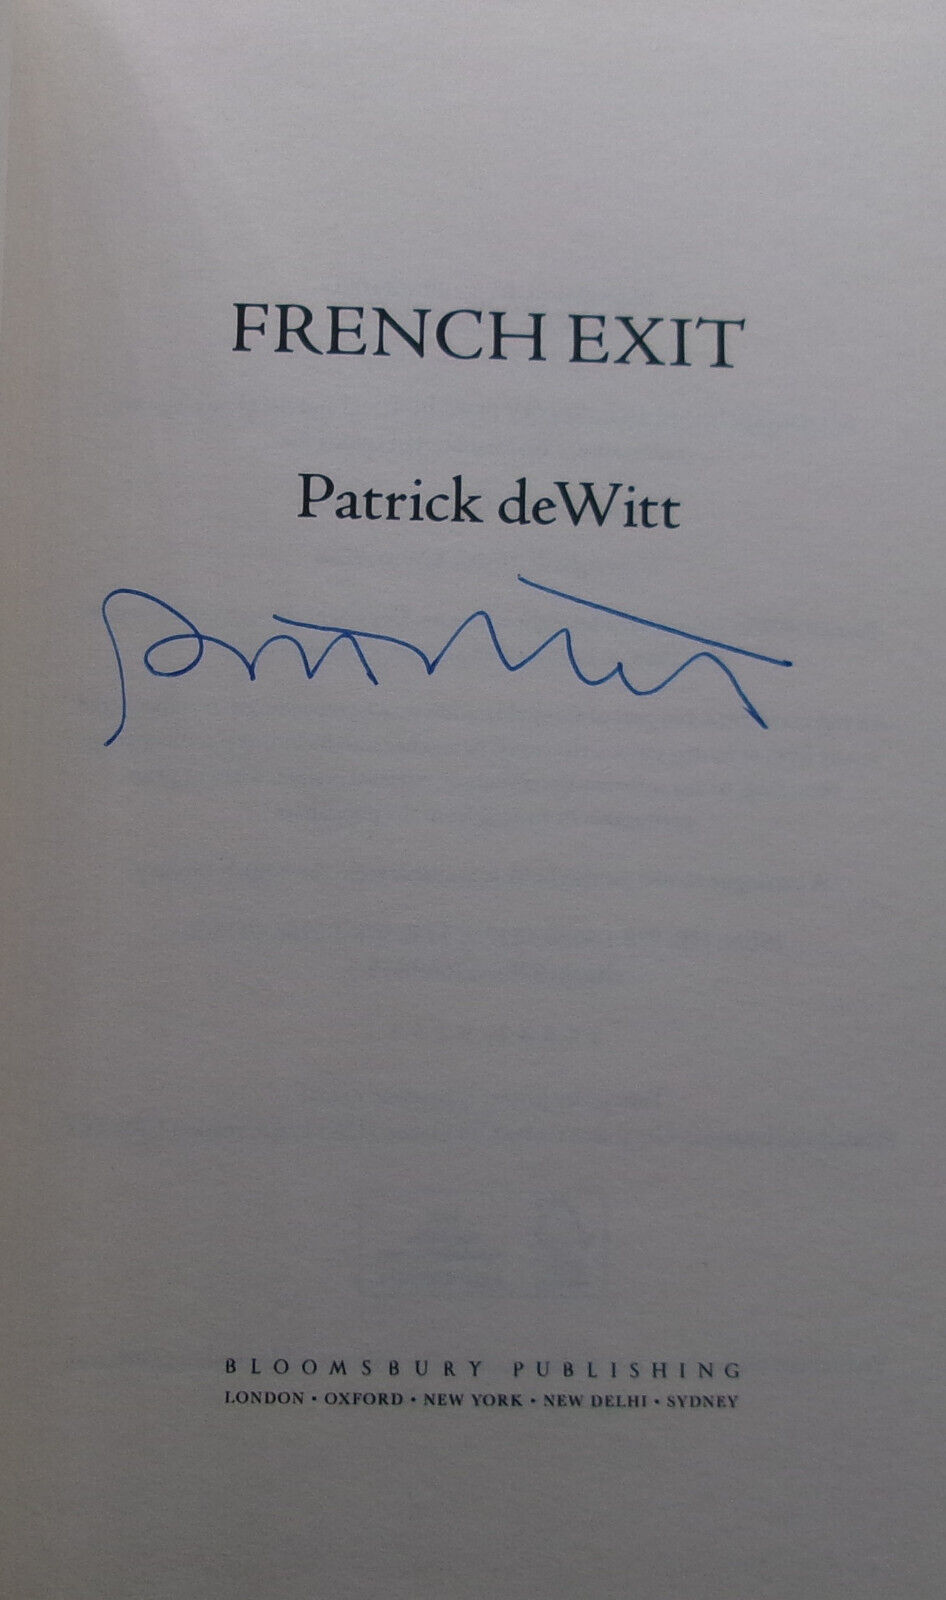 FRENCH EXIT
Patrick deWitt
BLOOMSBURY PUBLISHING
LONDON • OXFORD • NEW YORK • NEW DELHI • SYDNEY